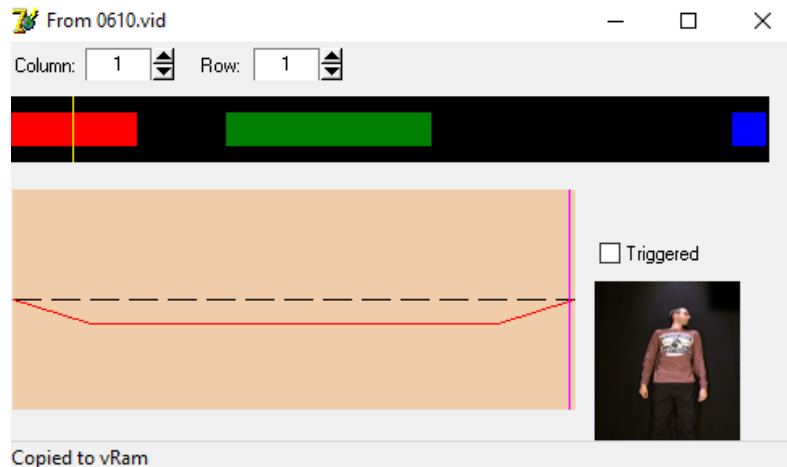 From 0610.vid
Column: 1 Row: 1
Triggered
Copied to vRam